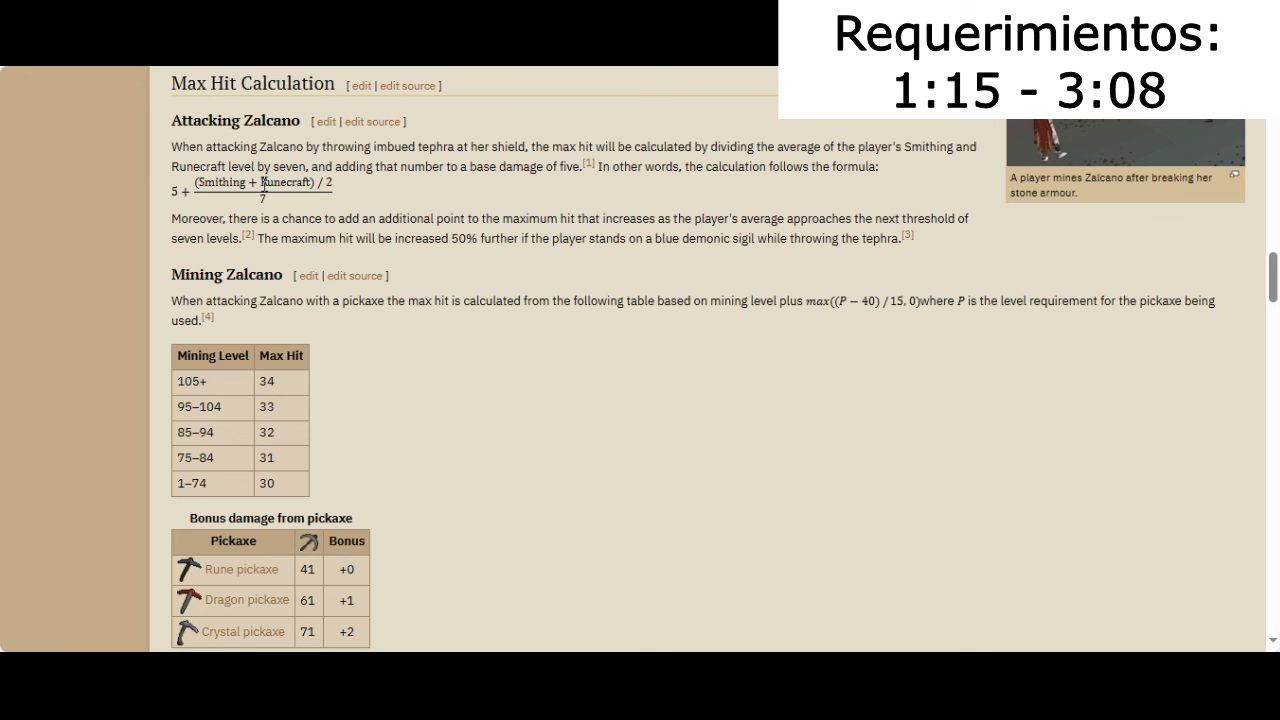 Requerimientos:
1:15 - 3:08
Max Hit Calculation [ edit | edit source ]
Attacking Zalcano [ edit | edit source ]
When attacking Zalcano by throwing imbued tephra at her shield, the max hit will be calculated by dividing the average of the player's Smithing and
Runecraft level by seven, and adding that number to a base damage of five.[1] In other words, the calculation follows the formula:
5 + (Smithing + Runecraft) / 2
7
Moreover, there is a chance to add an additional point to the maximum hit that increases as the player's average approaches the next threshold of
seven levels.[2] The maximum hit will be increased 50% further if the player stands on a blue demonic sigil while throwing the tephra.[3]
A player mines Zalcano after breaking her
stone armour.
Mining Zalcano [ edit | edit source ]
When attacking Zalcano with a pickaxe the max hit is calculated from the following table based on mining level plus max((P − 40) / 15, 0)where P is the level requirement for the pickaxe being
used.[4]
Mining Level Max Hit
105+ 34
95–104 33
85–94 32
75–84 31
1–74 30
Bonus damage from pickaxe
Pickaxe Bonus
Rune pickaxe 41 +0
Dragon pickaxe 61 +1
Crystal pickaxe 71 +2